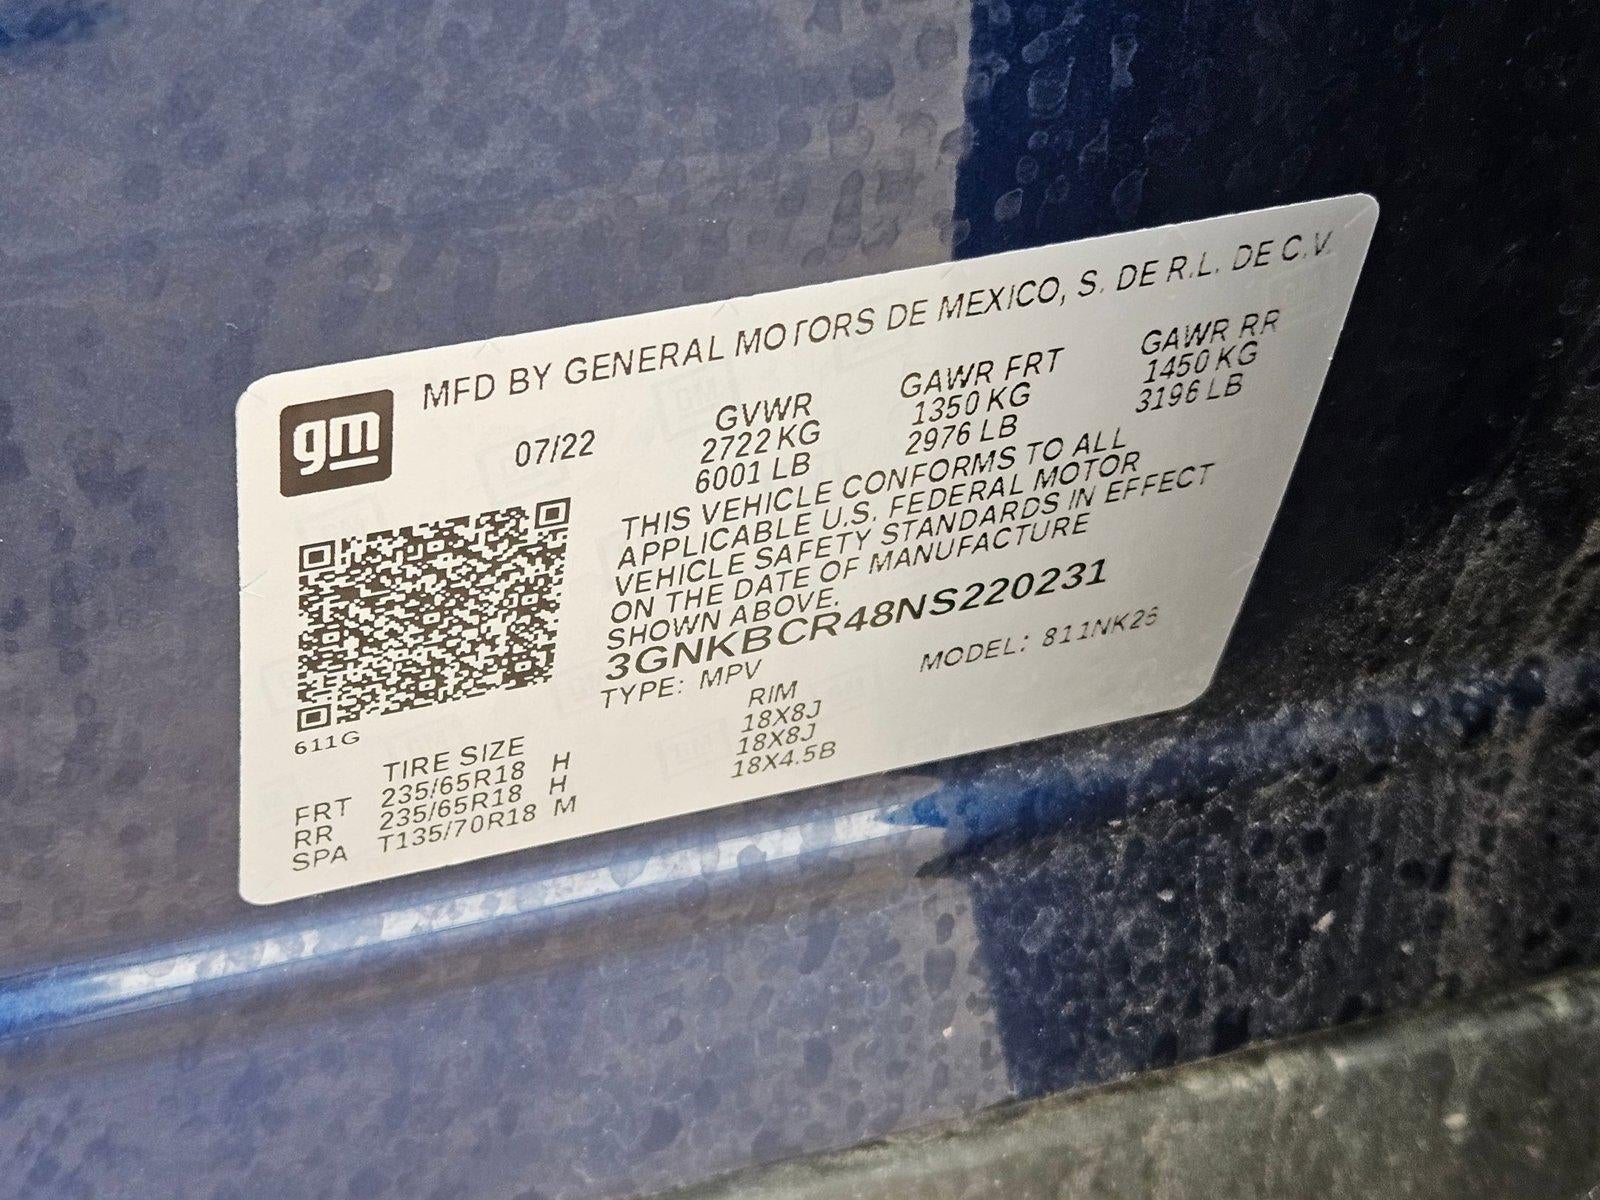 MFD BY GENERAL MOTORS DE MEXICO, S. DE R.L. DE C.V.
gm
07/22
GVWR GAWR FRT GAWR RR
2722 KG 1350 KG 1450 KG
6001 LB 2976 LB 3196 LB
THIS VEHICLE CONFORMS TO ALL
APPLICABLE U.S. FEDERAL MOTOR
VEHICLE SAFETY STANDARDS IN EFFECT
ON THE DATE OF MANUFACTURE
SHOWN ABOVE.
3GNKBCR48NS220231
TYPE: MPV MODEL: 811NK26
611G
TIRE SIZE RIM
FRT 235/65R18 H 18X8J
RR 235/65R18 H 18X8J
SPA T135/70R18 M 18X4.5B